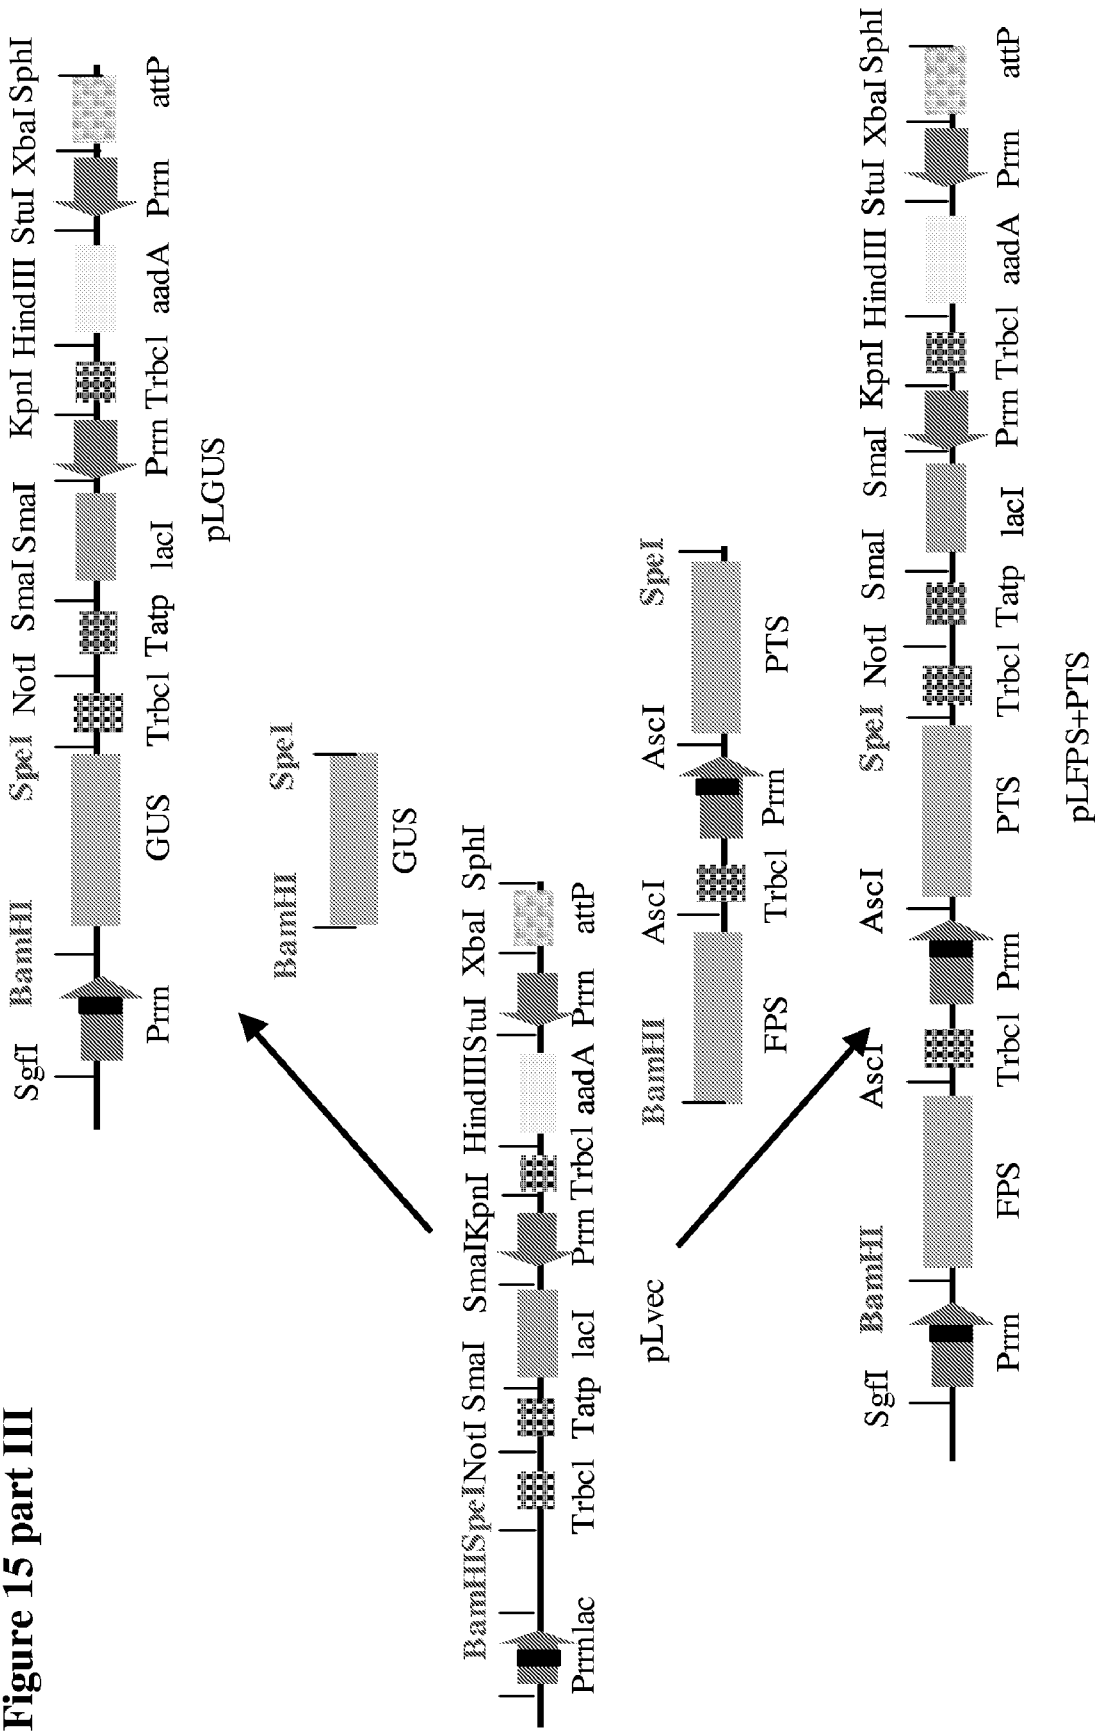 Figure 15 part III
SgfI BamHI SpeI NotI SmaI SmaI KpnI HindIII StuI XbaI SphI
Prrn GUS Trbcl Tatp lacI Prrn Trbcl aadA Prrn attP
pLGUS
BamHI SpeI
GUS
BamHI SpeI NotI SmaI SmaI KpnI HindIII StuI XbaI SphI
Prrnlac Trbcl Tatp lacI Prrn Trbcl aadA Prrn attP
pLvec
BamHI AscI AscI SpeI
FPS Trbcl Prrn PTS
SgfI BamHI AscI AscI SpeI NotI SmaI SmaI KpnI HindIII StuI XbaI SphI
Prrn FPS Trbcl Prrn PTS Trbcl Tatp lacI Prrn Trbcl aadA Prrn attP
pLFPS+PTS